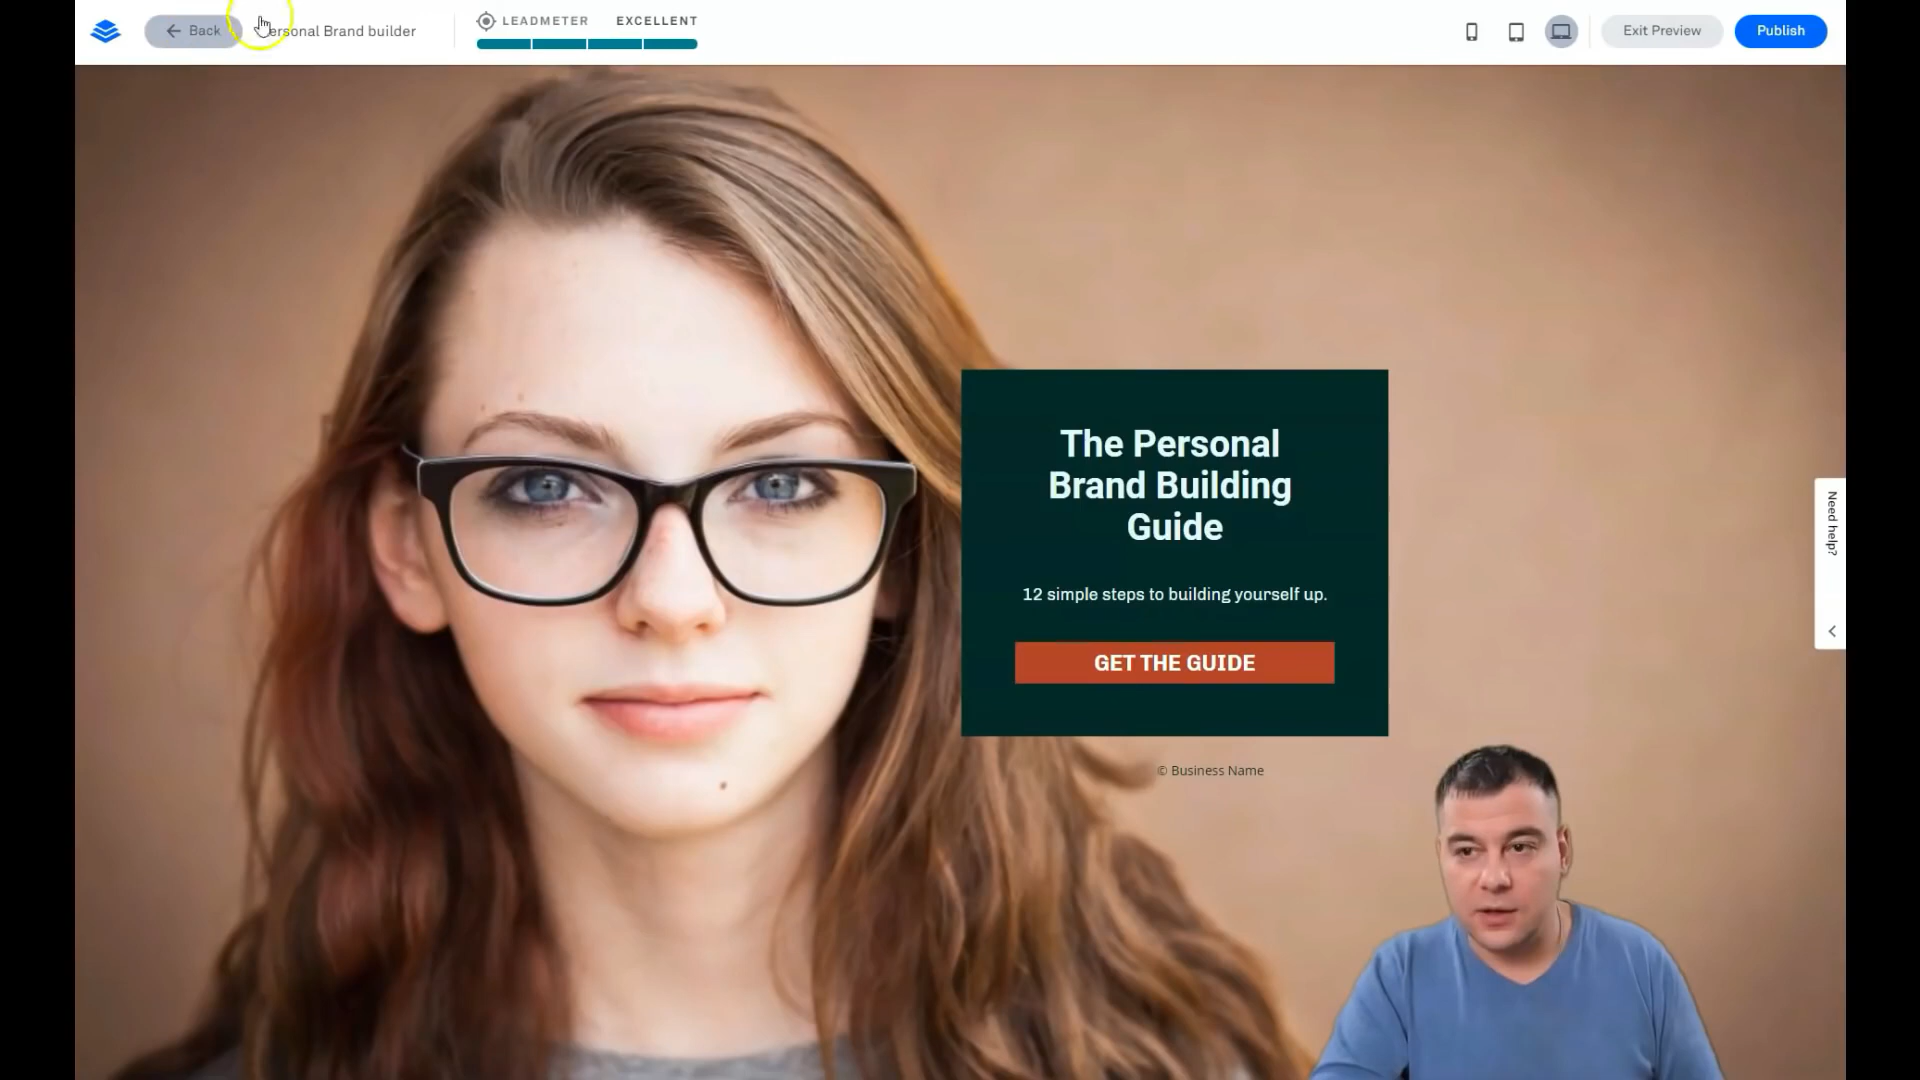 Back
ersonal Brand builder
LEADMETER EXCELLENT
Exit Preview
Publish
The Personal
Brand Building
Guide
12 simple steps to building yourself up.
GET THE GUIDE
© Business Name
Need help?